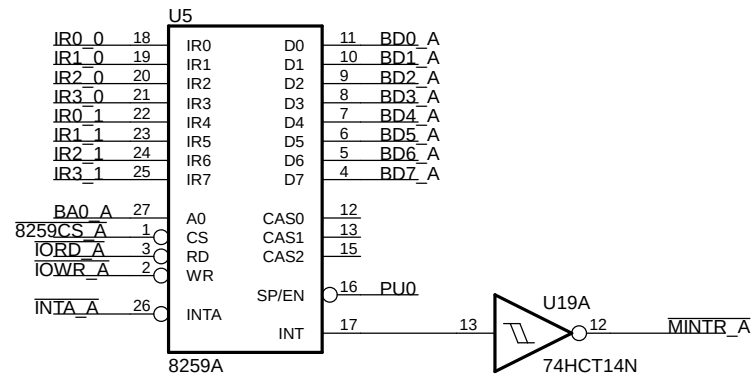 U5
IR0_0 18 IR0 D0 11 BD0_A
IR1_0 19 IR1 D1 10 BD1_A
IR2_0 20 IR2 D2 9 BD2_A
IR3_0 21 IR3 D3 8 BD3_A
IR0_1 22 IR4 D4 7 BD4_A
IR1_1 23 IR5 D5 6 BD5_A
IR2_1 24 IR6 D6 5 BD6_A
IR3_1 25 IR7 D7 4 BD7_A
BA0_A 27 A0 CAS0 12
8259CS_A 1 CS CAS1 13
IORD_A 3 RD CAS2 15
IOWR_A 2 WR
SP/EN 16 PU0
INTA_A 26 INTA
U19A
INT 17 13 12 MINTR_A
8259A
74HCT14N